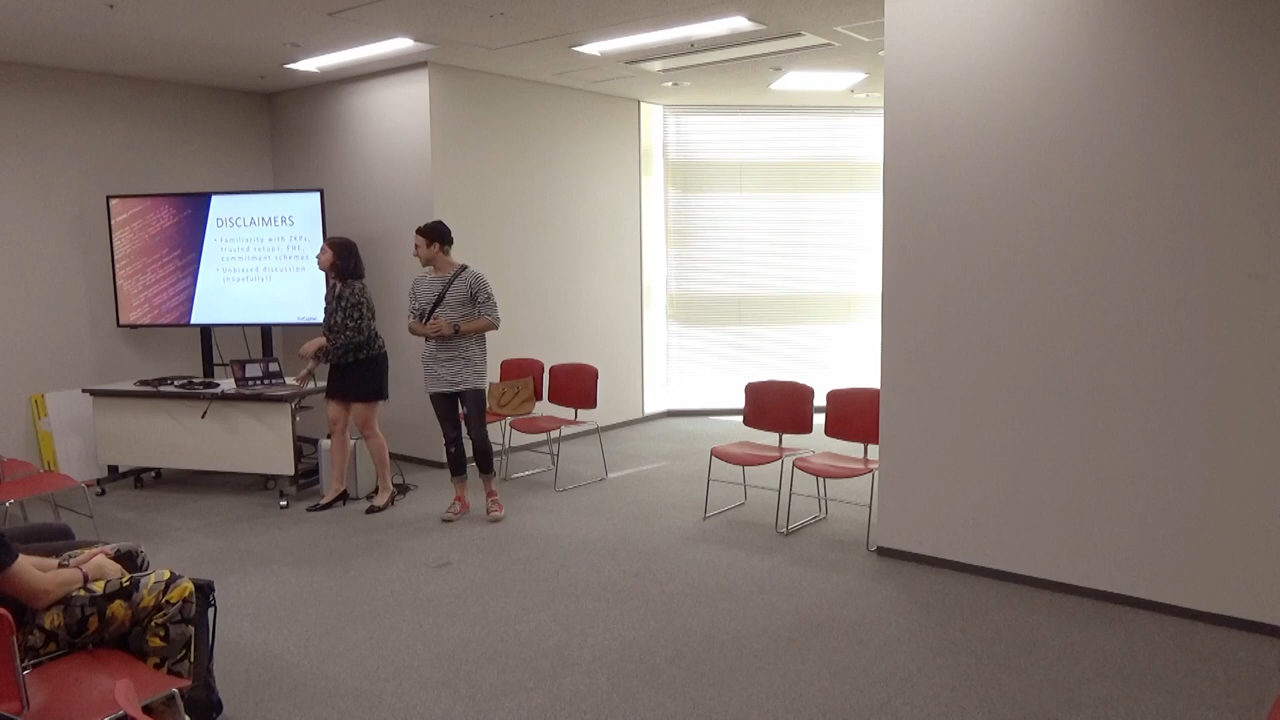 DISCLAIMERS
• Familiarity with ZKPs,
trusted setups, FHE,
commitment schemes
• Unbiased discussion
(hopefully!)